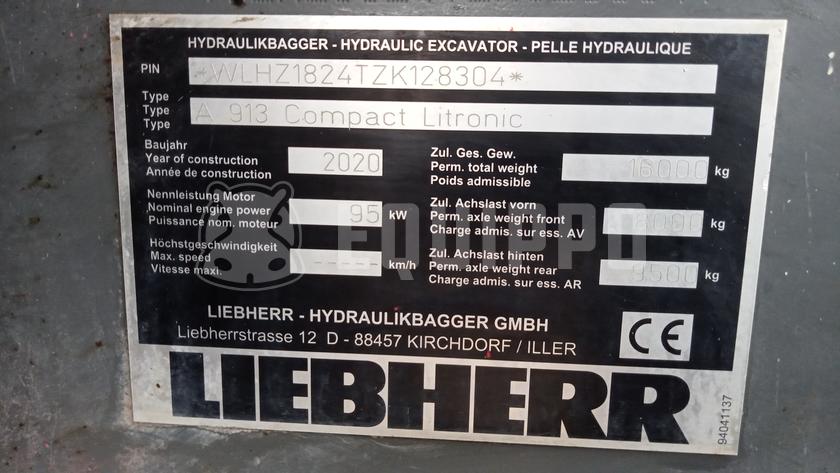 HYDRAULIKBAGGER - HYDRAULIC EXCAVATOR - PELLE HYDRAULIQUE
PIN *WLHZ1824TZK128304*
Type
Type A 913 Compact Litronic
Type
Baujahr
Year of construction 2020
Année de construction
Zul. Ges. Gew.
Perm. total weight 16000 kg
Poids admissible
Nennleistung Motor
Nominal engine power 95 kW
Puissance nom. moteur
Zul. Achslast vorn
Perm. axle weight front 8000 kg
Charge admis. sur ess. AV
Höchstgeschwindigkeit
Max. speed ---- km/h
Vitesse maxi.
Zul. Achslast hinten
Perm. axle weight rear 9500 kg
Charge admis. sur ess. AR
EQUIPPO
LIEBHERR - HYDRAULIKBAGGER GMBH
Liebherrstrasse 12 D - 88457 KIRCHDORF / ILLER
CE
LIEBHERR
94041137